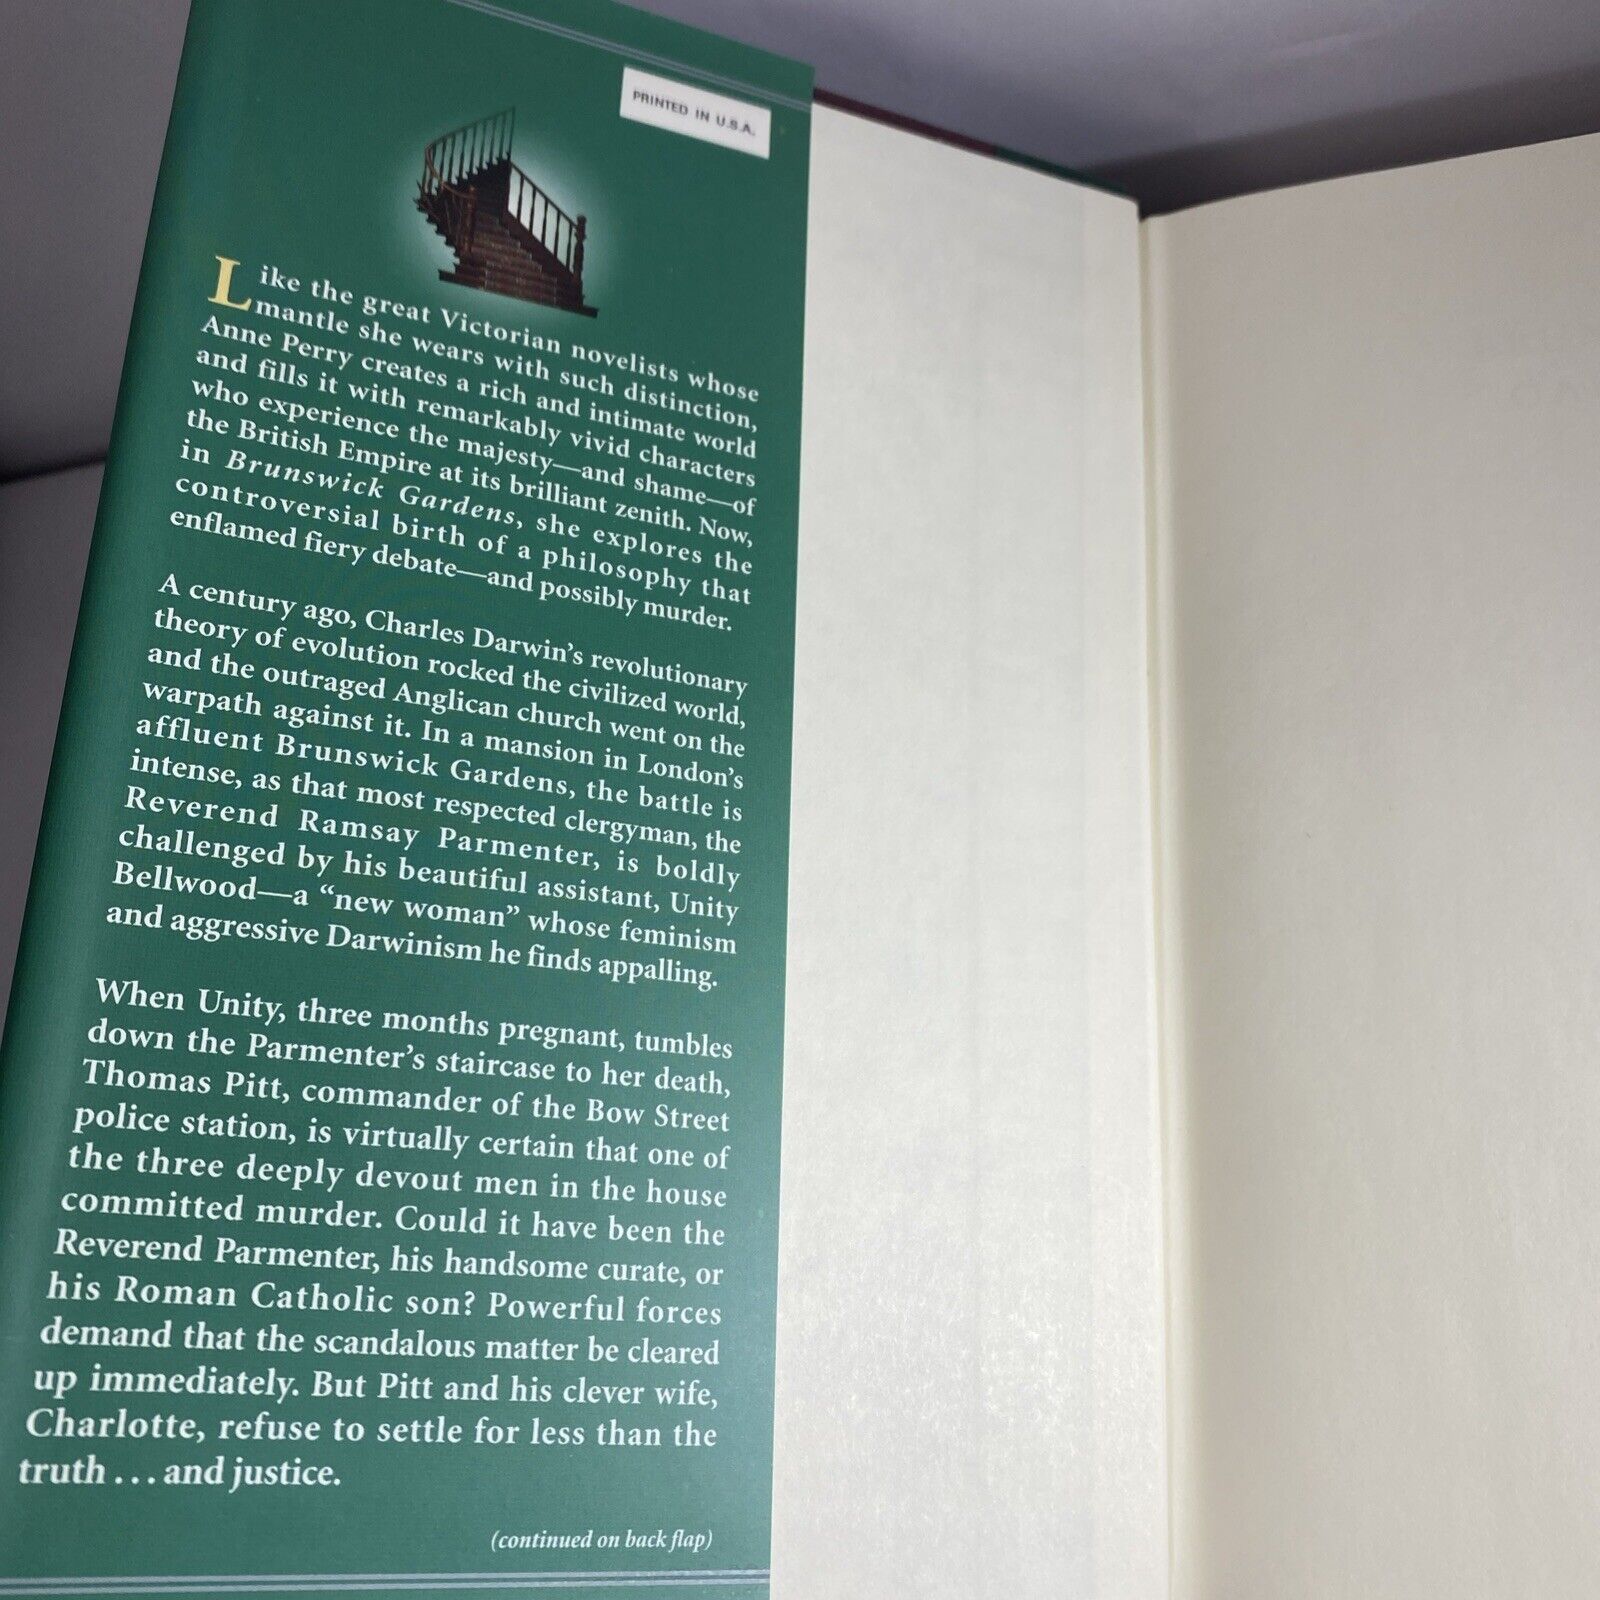 PRINTED IN U.S.A.
Like the great Victorian novelists whose
mantle she wears with such distinction,
Anne Perry creates a rich and intimate world
and fills it with remarkably vivid characters
who experience the majesty—and shame—of
the British Empire at its brilliant zenith. Now,
in Brunswick Gardens, she explores the
controversial birth of a philosophy that
enflamed fiery debate—and possibly murder.
A century ago, Charles Darwin’s revolutionary
theory of evolution rocked the civilized world,
and the outraged Anglican church went on the
warpath against it. In a mansion in London’s
affluent Brunswick Gardens, the battle is
intense, as that most respected clergyman, the
Reverend Ramsay Parmenter, is boldly
challenged by his beautiful assistant, Unity
Bellwood—a “new woman” whose feminism
and aggressive Darwinism he finds appalling.
When Unity, three months pregnant, tumbles
down the Parmenter’s staircase to her death,
Thomas Pitt, commander of the Bow Street
police station, is virtually certain that one of
the three deeply devout men in the house
committed murder. Could it have been the
Reverend Parmenter, his handsome curate, or
his Roman Catholic son? Powerful forces
demand that the scandalous matter be cleared
up immediately. But Pitt and his clever wife,
Charlotte, refuse to settle for less than the
truth . . . and justice.
(continued on back flap)